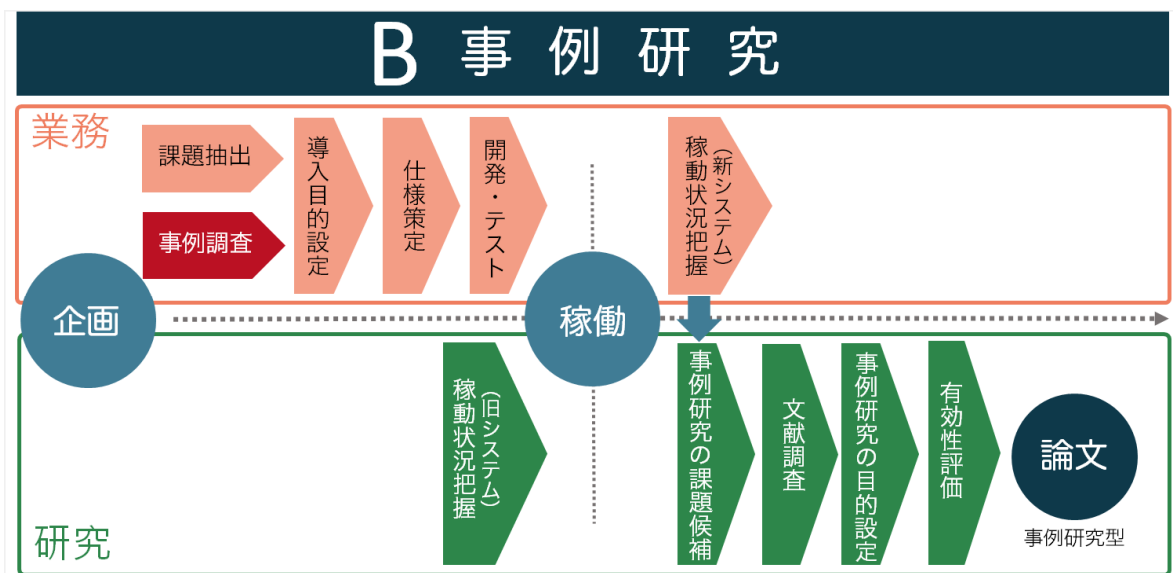 B 事例研究
業務
課題抽出
事例調査
導入目的設定
仕様策定
開発・テスト
稼動状況把握
(新システム)
企画
稼働
稼動状況把握
(旧システム)
事例研究の課題候補
文献調査
事例研究の目的設定
有効性評価
論文
事例研究型
研究